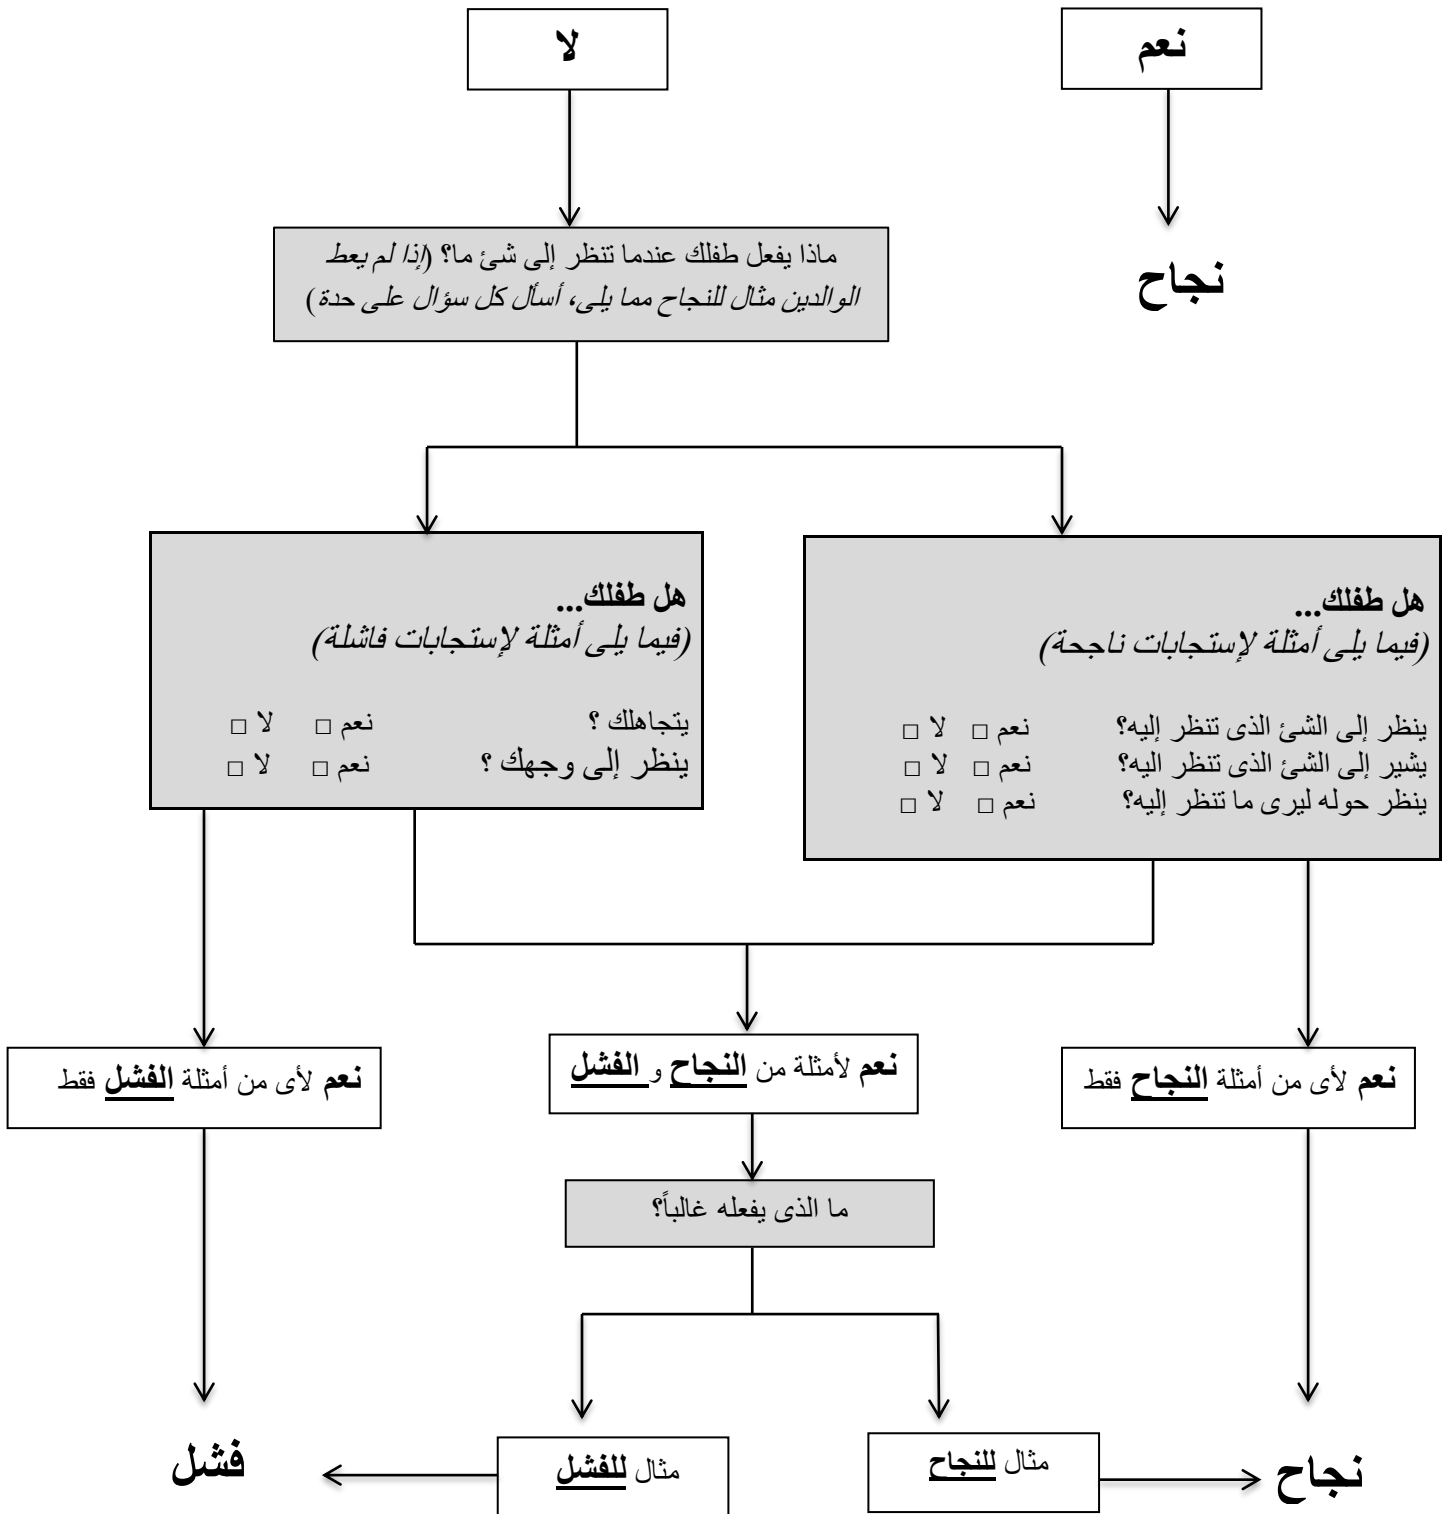 نعم
لا
نجاح
ماذا يفعل طفلك عندما تنظر إلى شئ ما؟ (إذا لم يعط
الوالدين مثال للنجاح مما يلى، أسأل كل سؤال على حدة)
هل طفلك...
(فيما يلى أمثلة لإستجابات ناجحة)
ينظر إلى الشئ الذى تنظر إليه؟ نعم □ لا □
يشير إلى الشئ الذى تنظر اليه؟ نعم □ لا □
ينظر حوله ليرى ما تنظر إليه؟ نعم □ لا □
هل طفلك...
(فيما يلى أمثلة لإستجابات فاشلة)
يتجاهلك ؟ نعم □ لا □
ينظر إلى وجهك ؟ نعم □ لا □
نعم لأى من أمثلة النجاح فقط
نعم لأمثلة من النجاح و الفشل
نعم لأى من أمثلة الفشل فقط
ما الذى يفعله غالباً؟
نجاح
مثال للنجاح
مثال للفشل
فشل